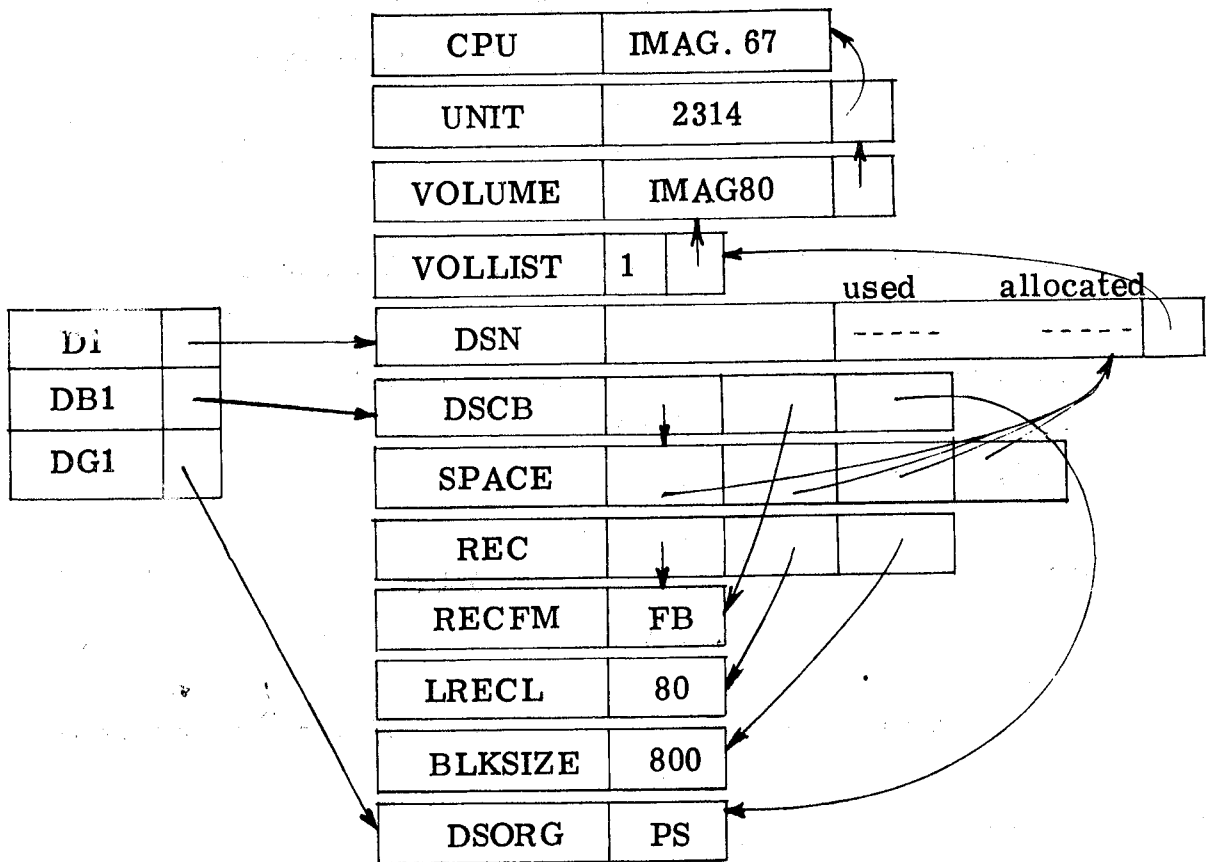 CPU IMAG. 67
UNIT 2314
VOLUME IMAG80
VOLLIST 1
used allocated
D1 DSN ----- -----
DB1 DSCB
DG1 SPACE
REC
RECFM FB
LRECL 80
BLKSIZE 800
DSORG PS